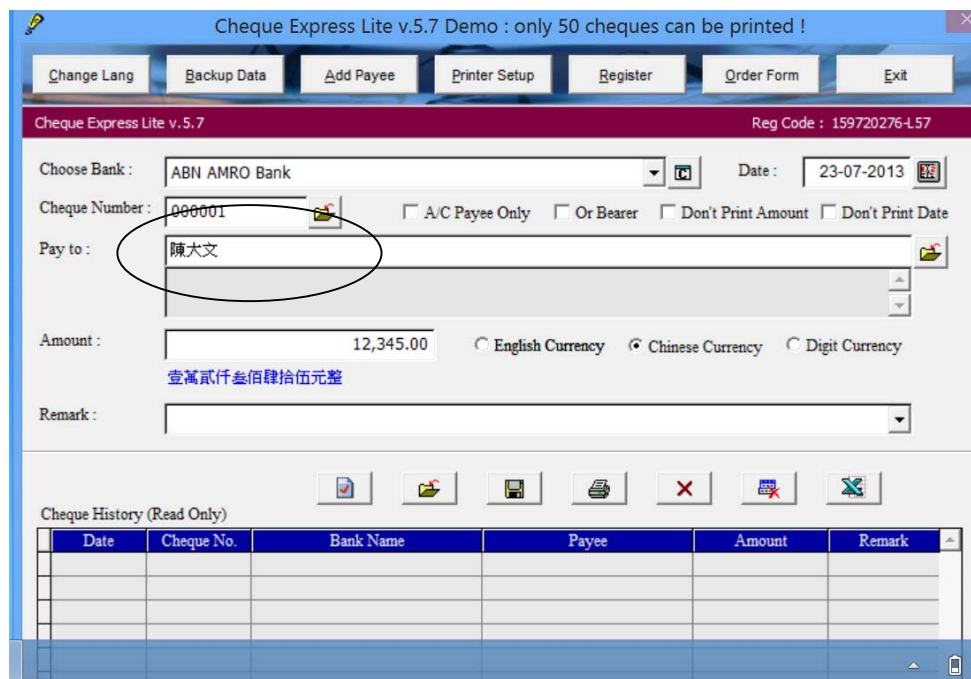 Cheque Express Lite v.5.7 Demo : only 50 cheques can be printed !
Change Lang Backup Data Add Payee Printer Setup Register Order Form Exit
Cheque Express Lite v.5.7 Reg Code : 159720276-L57
Choose Bank : ABN AMRO Bank Date : 23-07-2013
Cheque Number : 000001 A/C Payee Only Or Bearer Don't Print Amount Don't Print Date
Pay to : 陳大文
Amount : 12,345.00 English Currency Chinese Currency Digit Currency
壹萬貳仟叁佰肆拾伍元整
Remark :
Cheque History (Read Only)
Date Cheque No. Bank Name Payee Amount Remark